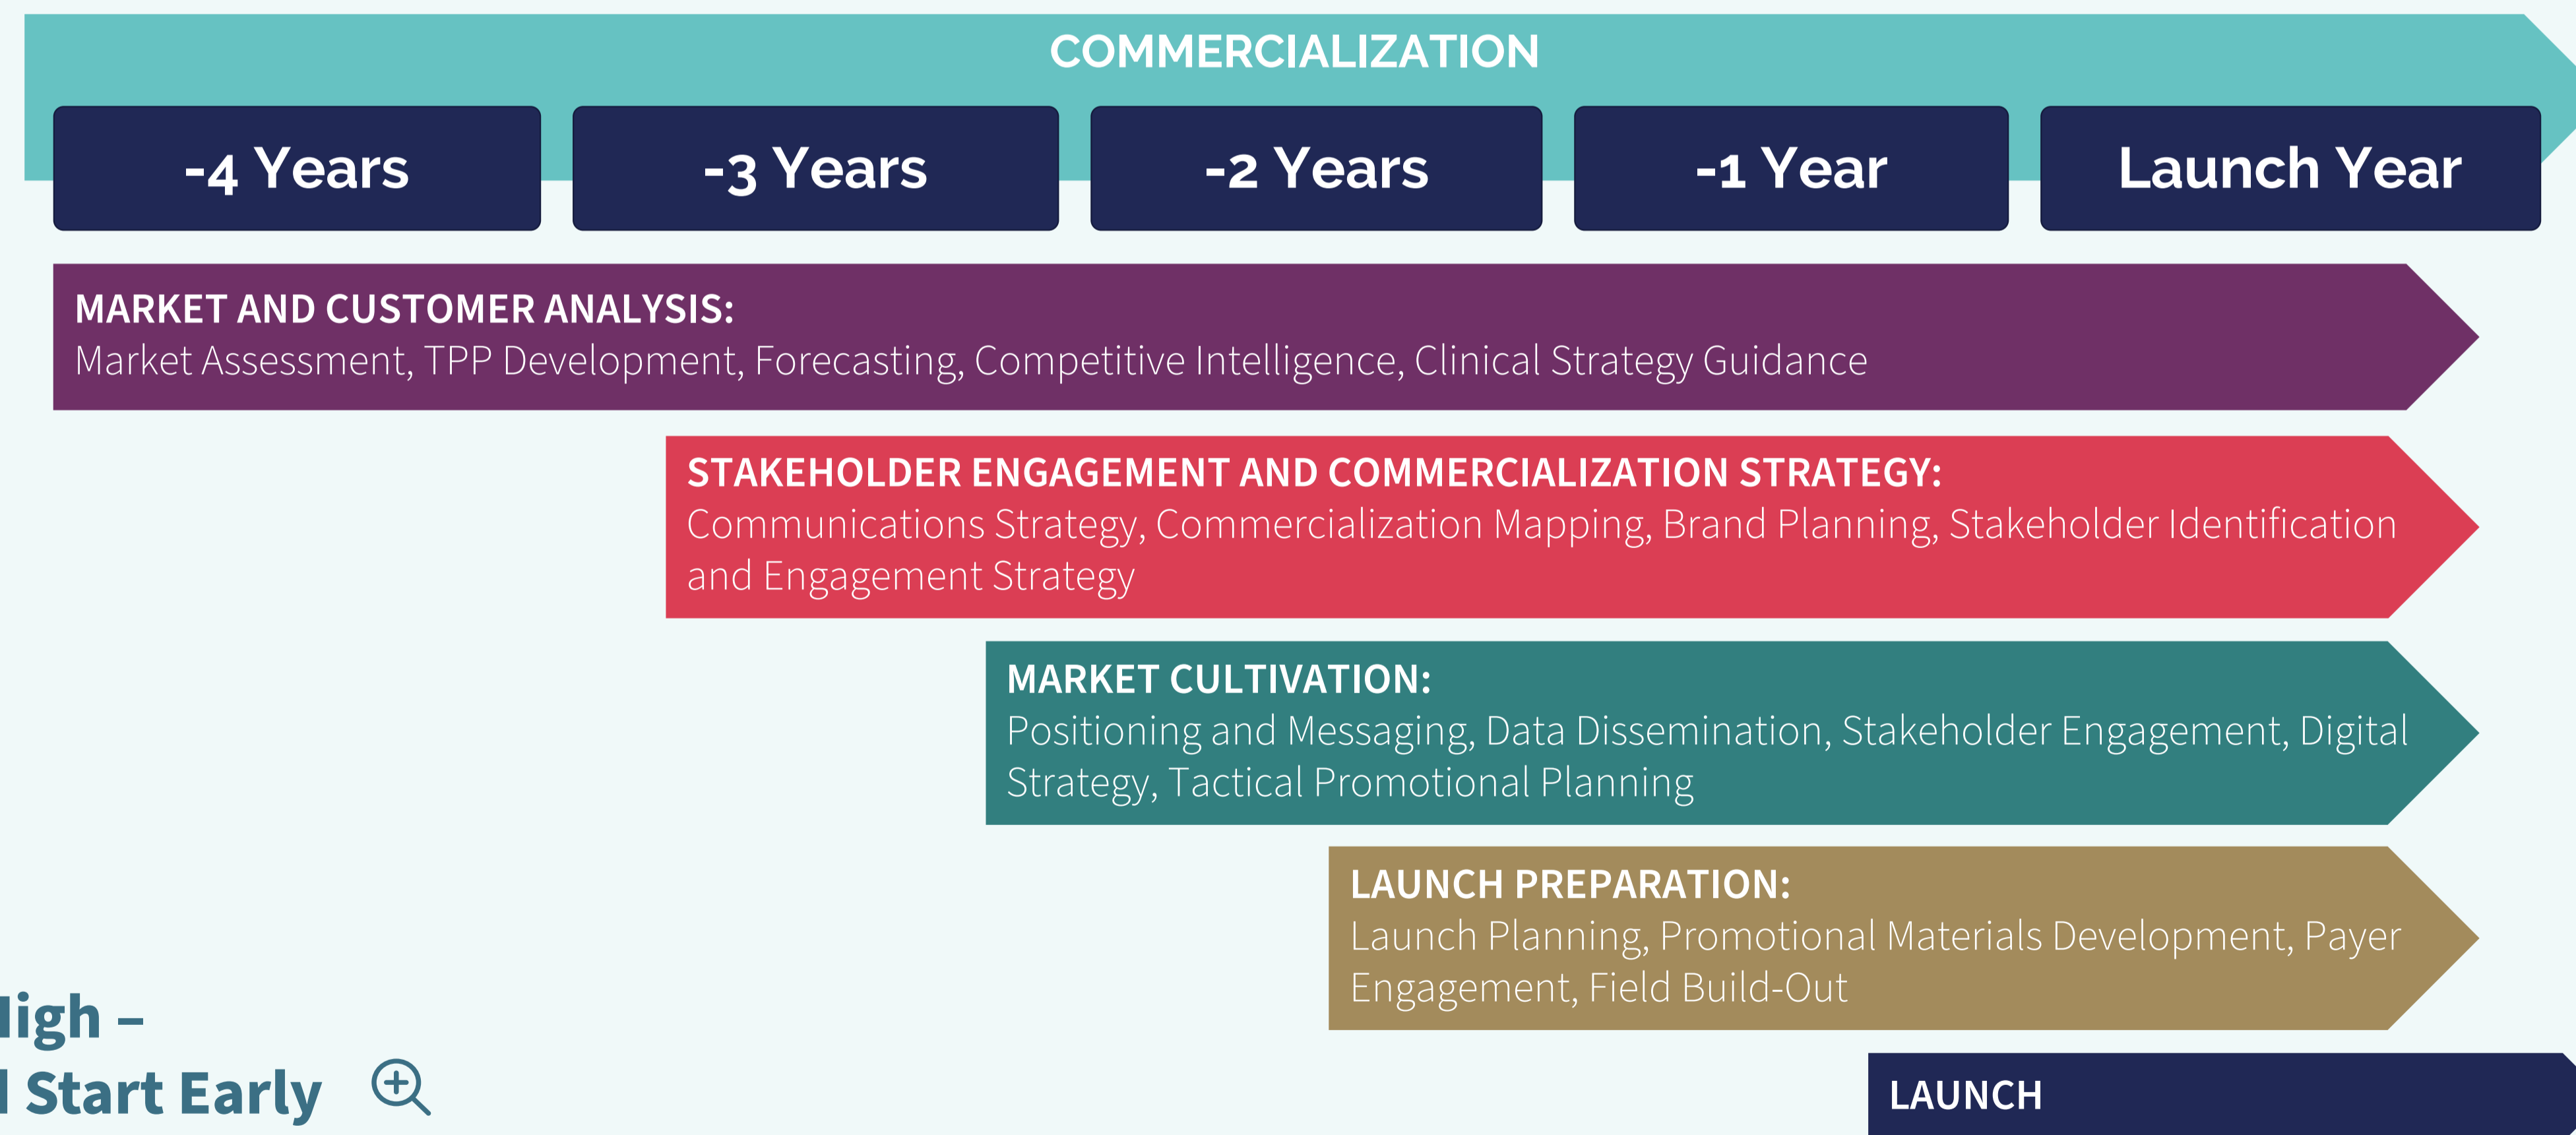 COMMERCIALIZATION
-4 Years
-3 Years
-2 Years
-1 Year
Launch Year
MARKET AND CUSTOMER ANALYSIS:
Market Assessment, TPP Development, Forecasting, Competitive Intelligence, Clinical Strategy Guidance
STAKEHOLDER ENGAGEMENT AND COMMERCIALIZATION STRATEGY:
Communications Strategy, Commercialization Mapping, Brand Planning, Stakeholder Identification
and Engagement Strategy
MARKET CULTIVATION:
Positioning and Messaging, Data Dissemination, Stakeholder Engagement, Digital
Strategy, Tactical Promotional Planning
LAUNCH PREPARATION:
Launch Planning, Promotional Materials Development, Payer
Engagement, Field Build-Out
–
Start Early
LAUNCH